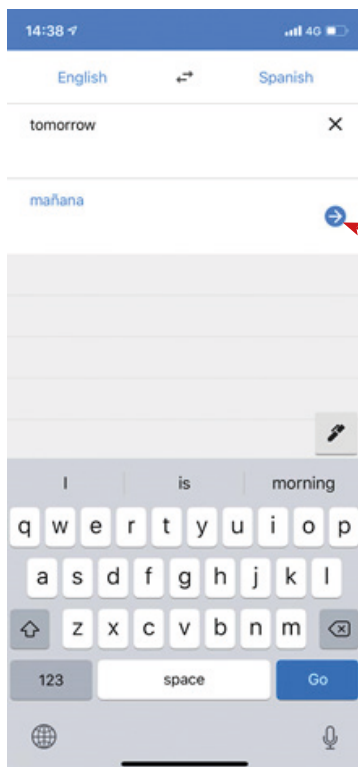 14:38 4G
English Spanish
tomorrow
mañana
I is morning
q w e r t y u i o p
a s d f g h j k l
z x c v b n m
123 space Go